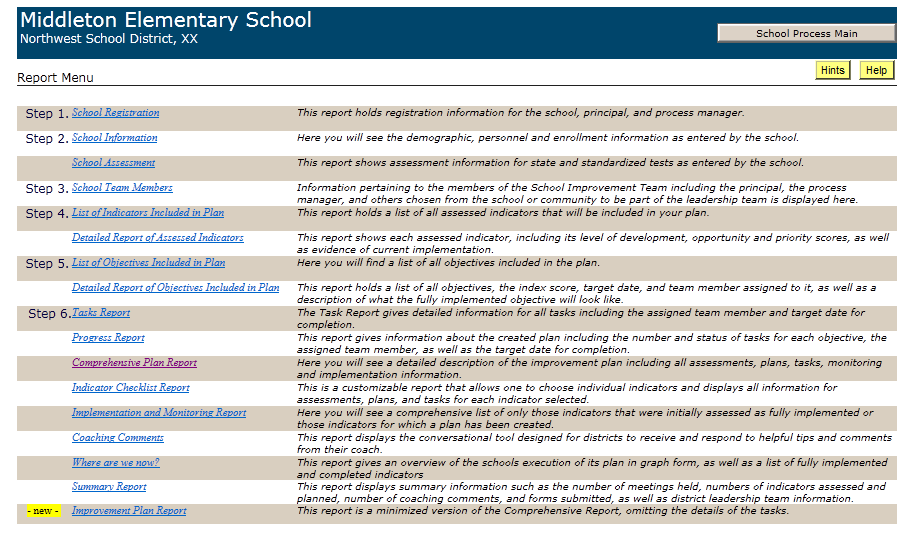 Middleton Elementary School
Northwest School District, XX
School Process Main
Hints
Help
Report Menu
Step 1. School Registration This report holds registration information for the school, principal, and process manager.
Step 2. School Information Here you will see the demographic, personnel and enrollment information as entered by the school.
School Assessment This report shows assessment information for state and standardized tests as entered by the school.
Step 3. School Team Members Information pertaining to the members of the School Improvement Team including the principal, the process
manager, and others chosen from the school or community to be part of the leadership team is displayed here.
Step 4. List of Indicators Included in Plan This report holds a list of all assessed indicators that will be included in your plan.
Detailed Report of Assessed Indicators This report shows each assessed indicator, including its level of development, opportunity and priority scores, as well
as evidence of current implementation.
Step 5. List of Objectives Included in Plan Here you will find a list of all objectives included in the plan.
Detailed Report of Objectives Included in Plan This report holds a list of all objectives, the index score, target date, and team member assigned to it, as well as a
description of what the fully implemented objective will look like.
Step 6. Tasks Report The Task Report gives detailed information for all tasks including the assigned team member and target date for
completion.
Progress Report This report gives information about the created plan including the number and status of tasks for each objective, the
assigned team member, as well as the target date for completion.
Comprehensive Plan Report Here you will see a detailed description of the improvement plan including all assessments, plans, tasks, monitoring
and implementation information.
Indicator Checklist Report This is a customizable report that allows one to choose individual indicators and displays all information for
assessments, plans, and tasks for each indicator selected.
Implementation and Monitoring Report Here you will see a comprehensive list of only those indicators that were initially assessed as fully implemented or
those indicators for which a plan has been created.
Coaching Comments This report displays the conversational tool designed for districts to receive and respond to helpful tips and comments
from their coach.
Where are we now? This report gives an overview of the schools execution of its plan in graph form, as well as a list of fully implemented
and completed indicators
Summary Report This report displays summary information such as the number of meetings held, numbers of indicators assessed and
planned, number of coaching comments, and forms submitted, as well as district leadership team information.
- new - Improvement Plan Report This report is a minimized version of the Comprehensive Report, omitting the details of the tasks.